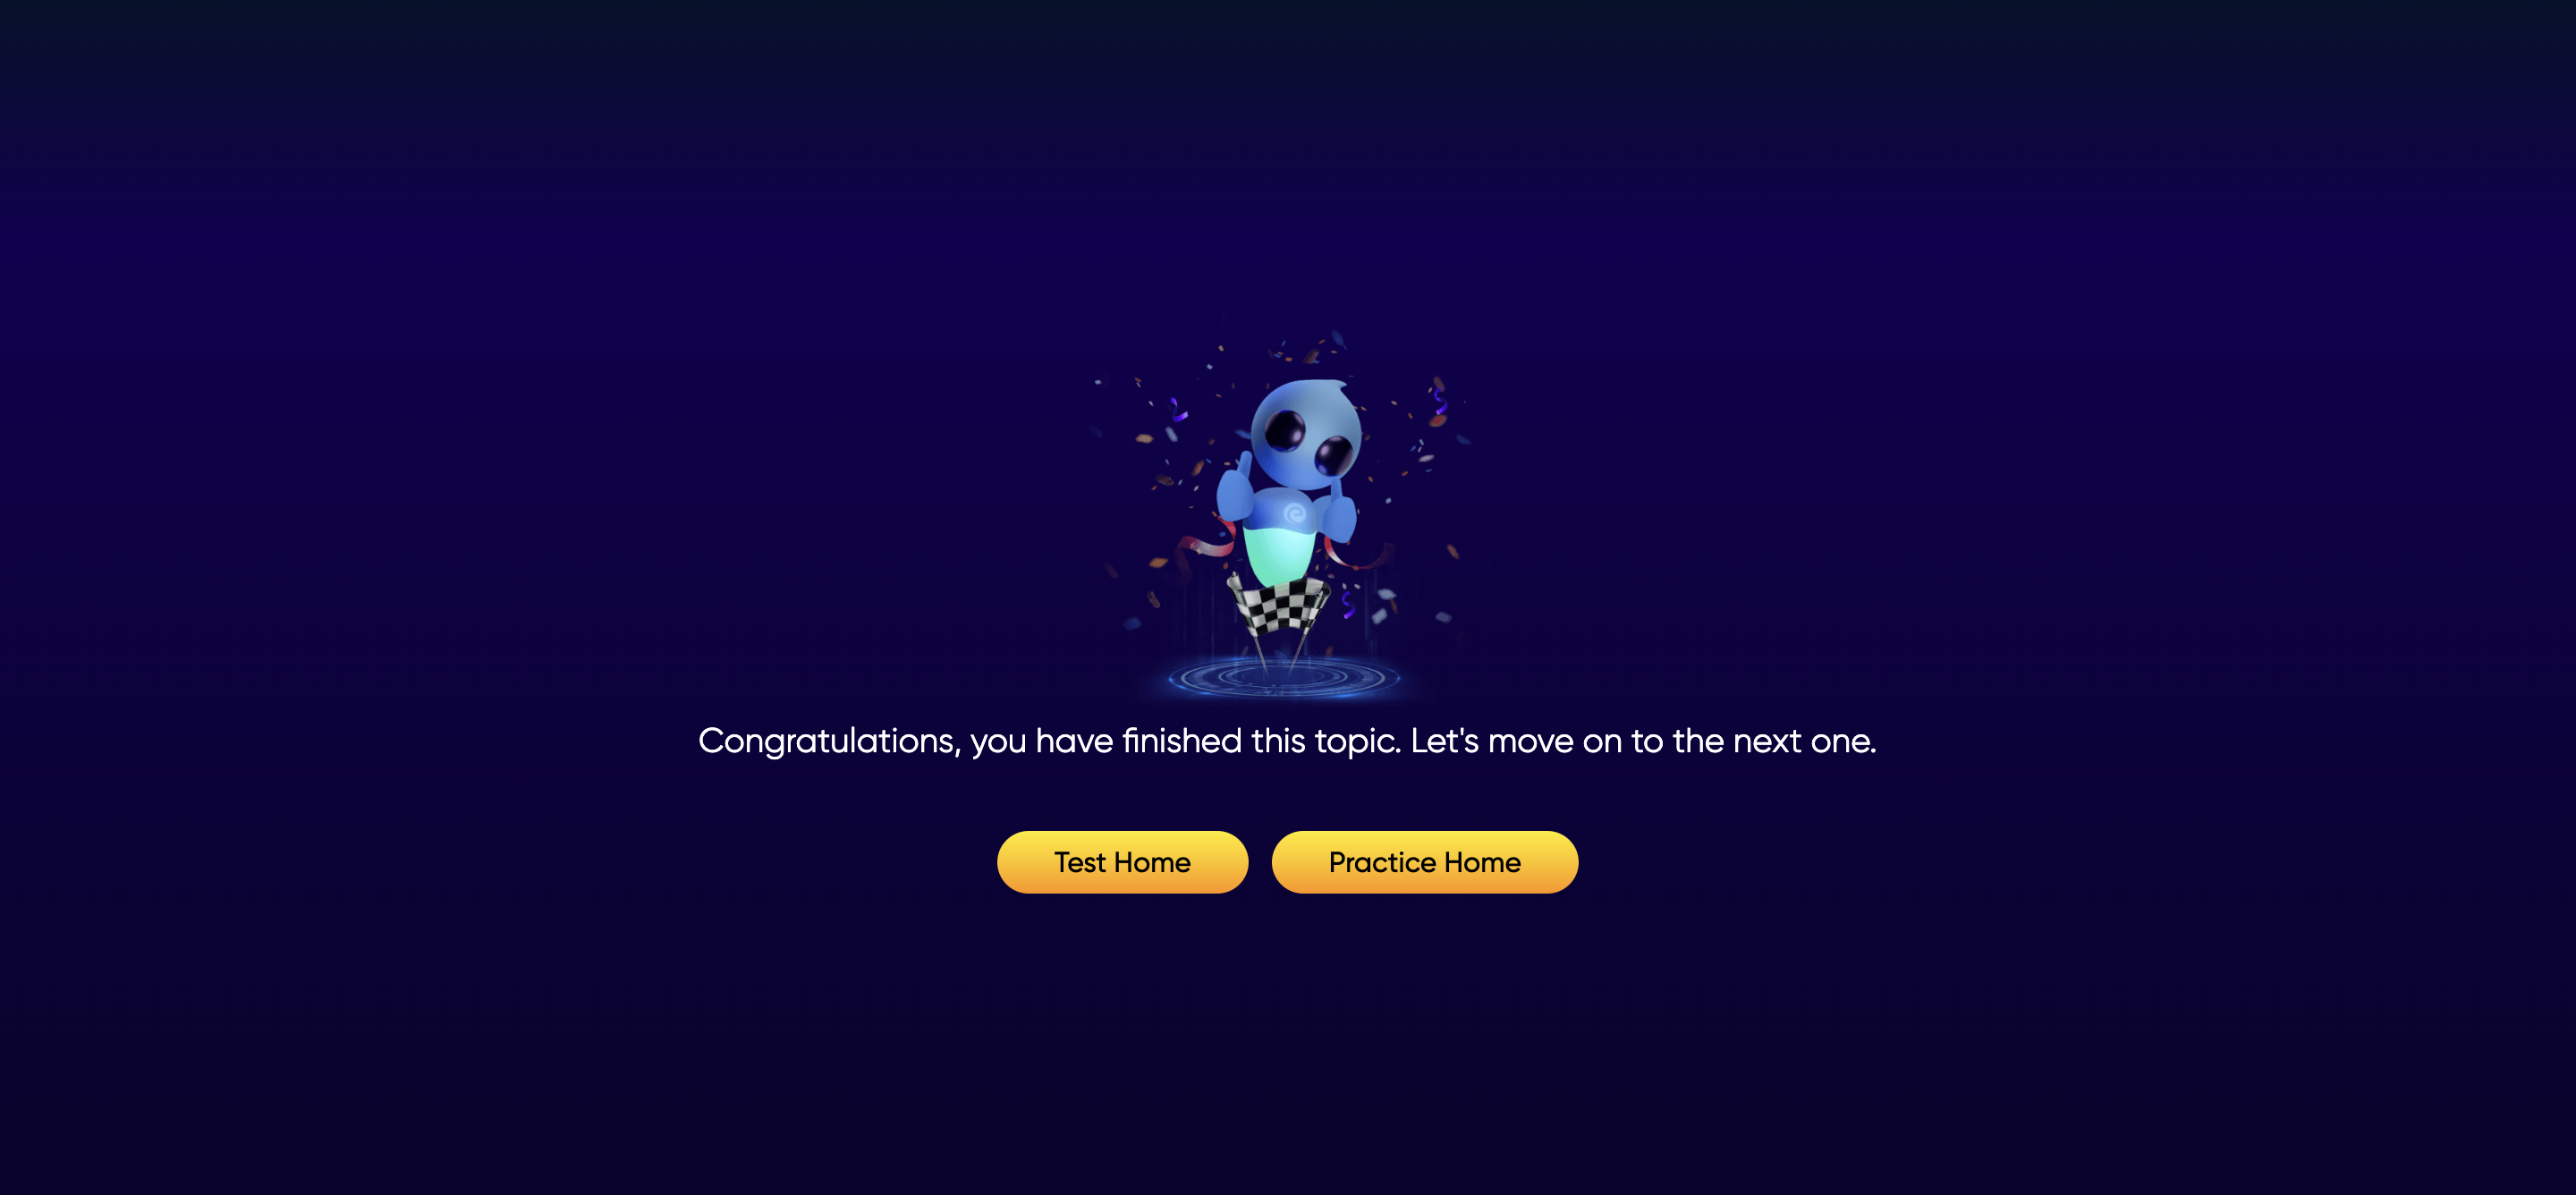 Congratulations, you have finished this topic. Let's move on to the next one.
Test Home
Practice Home